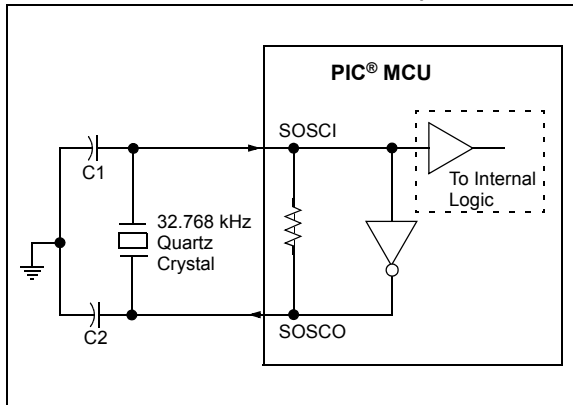 PIC® MCU
SOSCI
C1
To Internal
Logic
32.768 kHz
Quartz
Crystal
SOSCO
C2